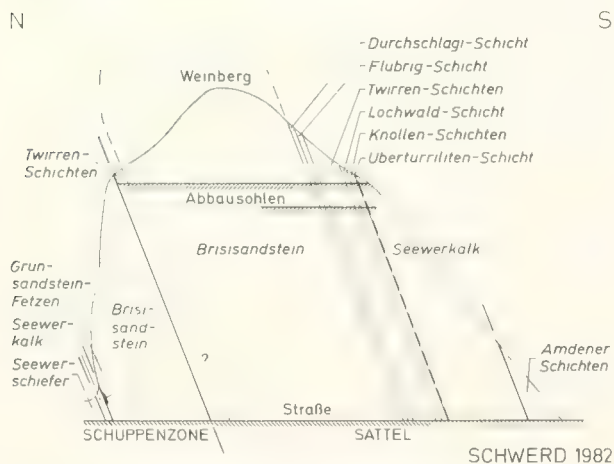 N
S
Weinberg
Durchschlagi-Schicht
Flubrig-Schicht
Twirren-Schichten
Lochwald-Schicht
Knollen-Schichten
Uberturriliten-Schicht
Twirren-
Schichten
Abbausohlen
Brisisandstein
Seewerkalk
Grun-
sandstein-
Fetzen
Seewer-
kalk
Seewer-
schiefer
Brisi-
sand-
stein
?
Amdener
Schichten
Straße
SCHUPPENZONE
SATTEL
SCHWERD 1982